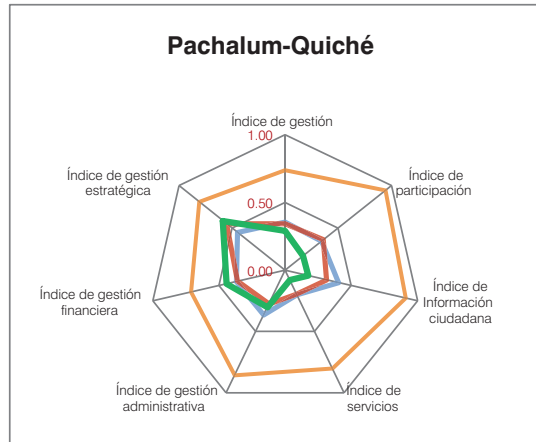 Pachalum-Quiché
Índice de gestión
1.00
Índice de gestión
estratégica
Índice de
participación
0.50
0.00
Índice de gestión
financiera
Índice de
Información
ciudadana
Índice de gestión
administrativa
Índice de
servicios